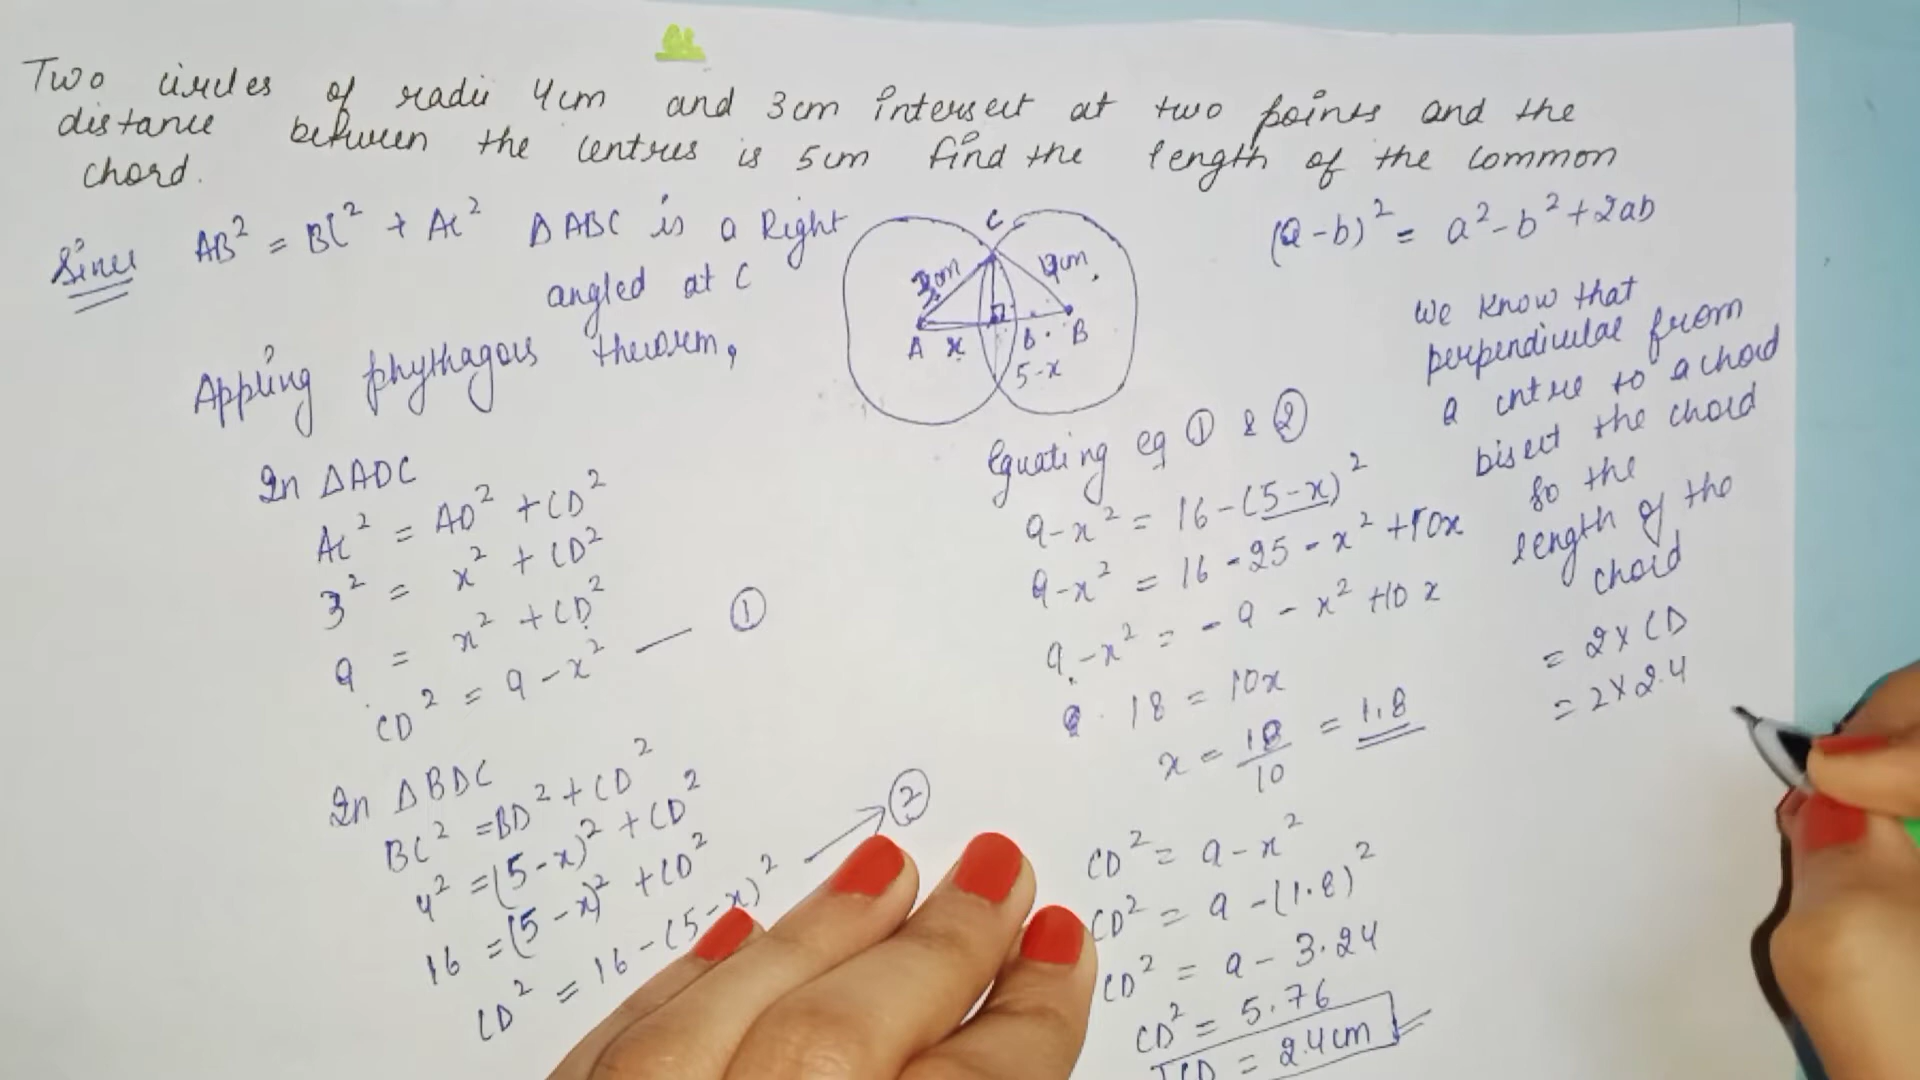 Two circles of radii 4cm and 3cm intersect at two points and the
distance between the centres is 5cm find the length of the common
chord.
Since AB² = BC² + AC² ΔABC is a Right
angled at C
Appling phythagous theorm,
In ΔADC
AC² = AD² + CD²
3² = x² + CD²
9 = x² + CD²
CD² = 9 - x² — ①
In ΔBDC
BC² = BD² + CD²
4² = (5-x)² + CD²
16 = (5-x)² + CD²
CD² = 16 - (5-x)² → ②
C
3cm
A x B
5-x
(a-b)² = a² - b² + 2ab
Equating eq ① & ②
9-x² = 16-(5-x)²
9-x² = 16 - 25 - x² + 10x
9-x² = -9 - x² + 10x
18 = 10x
x = 18/10 = 1.8
CD² = 9 - x²
CD² = 9 - (1.8)²
CD² = 9 - 3.24
CD² = 5.76
CD = 2.4cm
We know that
perpendicular from
a cntre to a chord
bisect the chord
so the
length of the
chord
= 2 x CD
= 2 x 2.4